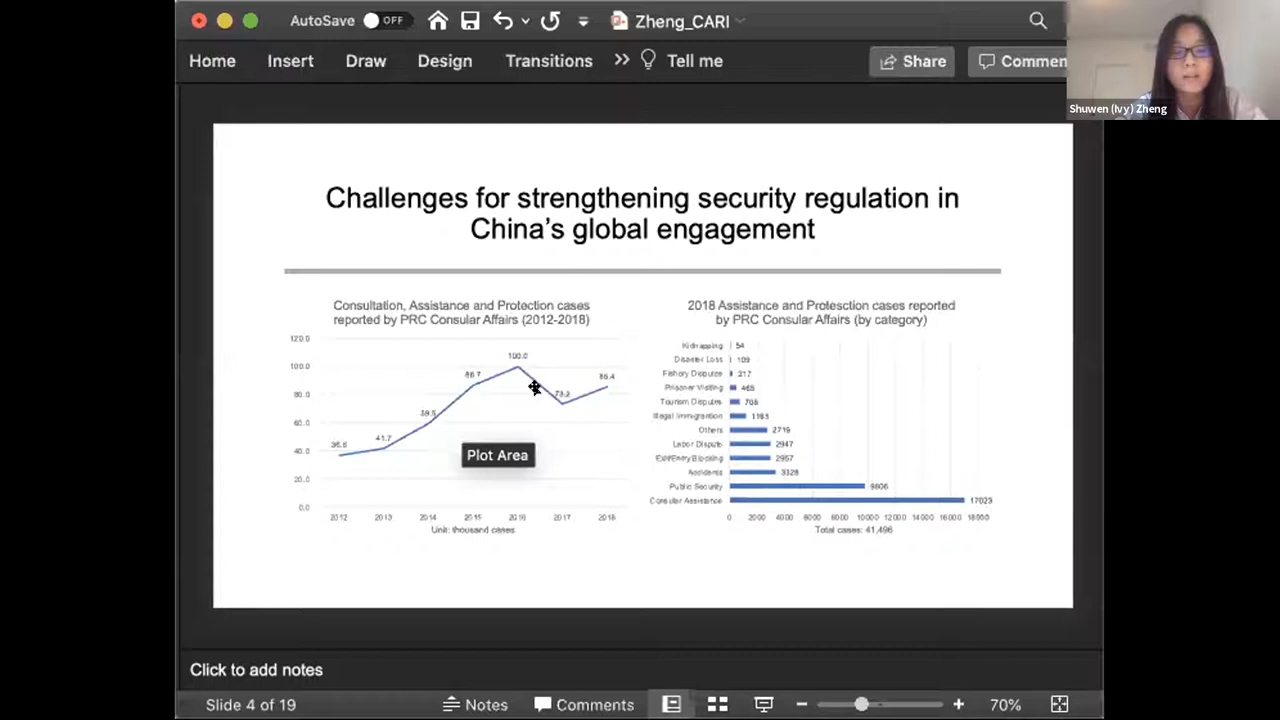 AutoSave OFF Zheng_CARI
Home Insert Draw Design Transitions >> Tell me Share Commen
Shuwen (Ivy) Zheng
Challenges for strengthening security regulation in
China's global engagement
Consultation, Assistance and Protection cases
reported by PRC Consular Affairs (2012-2018)
120.0
100.0
80.0
60.0
40.0
20.0
0.0
41.7
86.7
100.0
73.2
86.4
2012 2013 2014 2015 2016 2017 2018
Unit: thousand cases
Plot Area
2018 Assistance and Protesction cases reported
by PRC Consular Affairs (by category)
Kidnapping 54
Disaster Loss 109
Fishery Disputes 217
Prisoner Visiting 465
Tourism Disputes
Illegal Immigrantion
Others 2719
Labor Dispute 2947
Exit/Entry Blocking 2957
Accidents 3328
Public Security 9806
Consular Assistance 17023
0 2000 4000 6000 8000 10000 12000 14000 16000 18000
Total cases: 41,496
Click to add notes
Slide 4 of 19 Notes Comments 70%